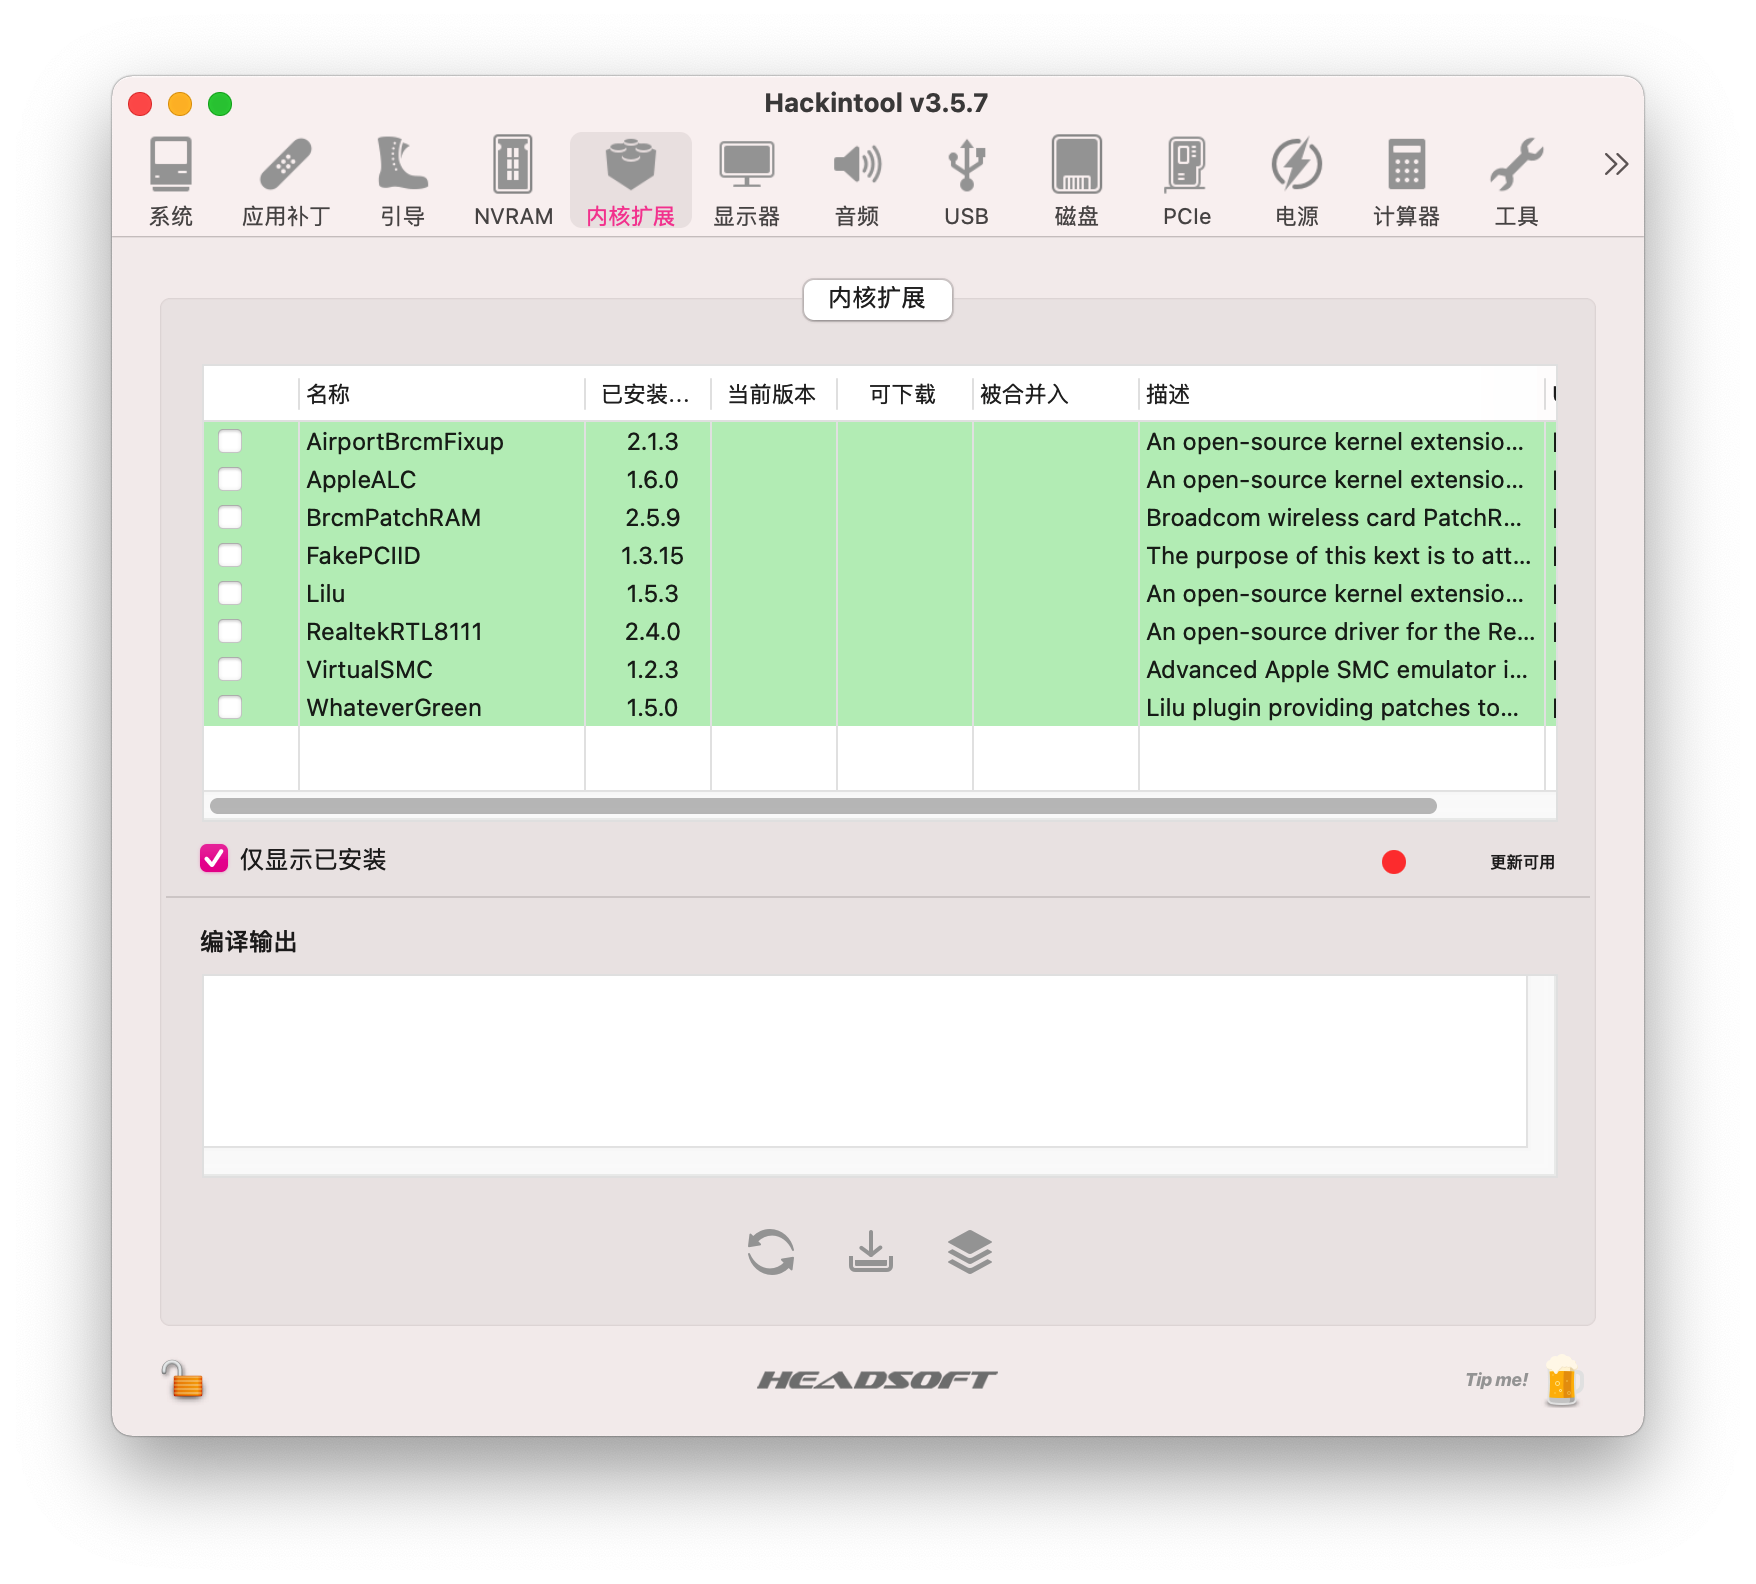 Hackintool v3.5.7
系统 应用补丁 引导 NVRAM 内核扩展 显示器 音频 USB 磁盘 PCIe 电源 计算器 工具
内核扩展
名称 已安装... 当前版本 可下载 被合并入 描述
AirportBrcmFixup 2.1.3 An open-source kernel extensio...
AppleALC 1.6.0 An open-source kernel extensio...
BrcmPatchRAM 2.5.9 Broadcom wireless card PatchR...
FakePCIID 1.3.15 The purpose of this kext is to att...
Lilu 1.5.3 An open-source kernel extensio...
RealtekRTL8111 2.4.0 An open-source driver for the Re...
VirtualSMC 1.2.3 Advanced Apple SMC emulator i...
WhateverGreen 1.5.0 Lilu plugin providing patches to...
仅显示已安装 更新可用
编译输出
HEADSOFT Tip me!